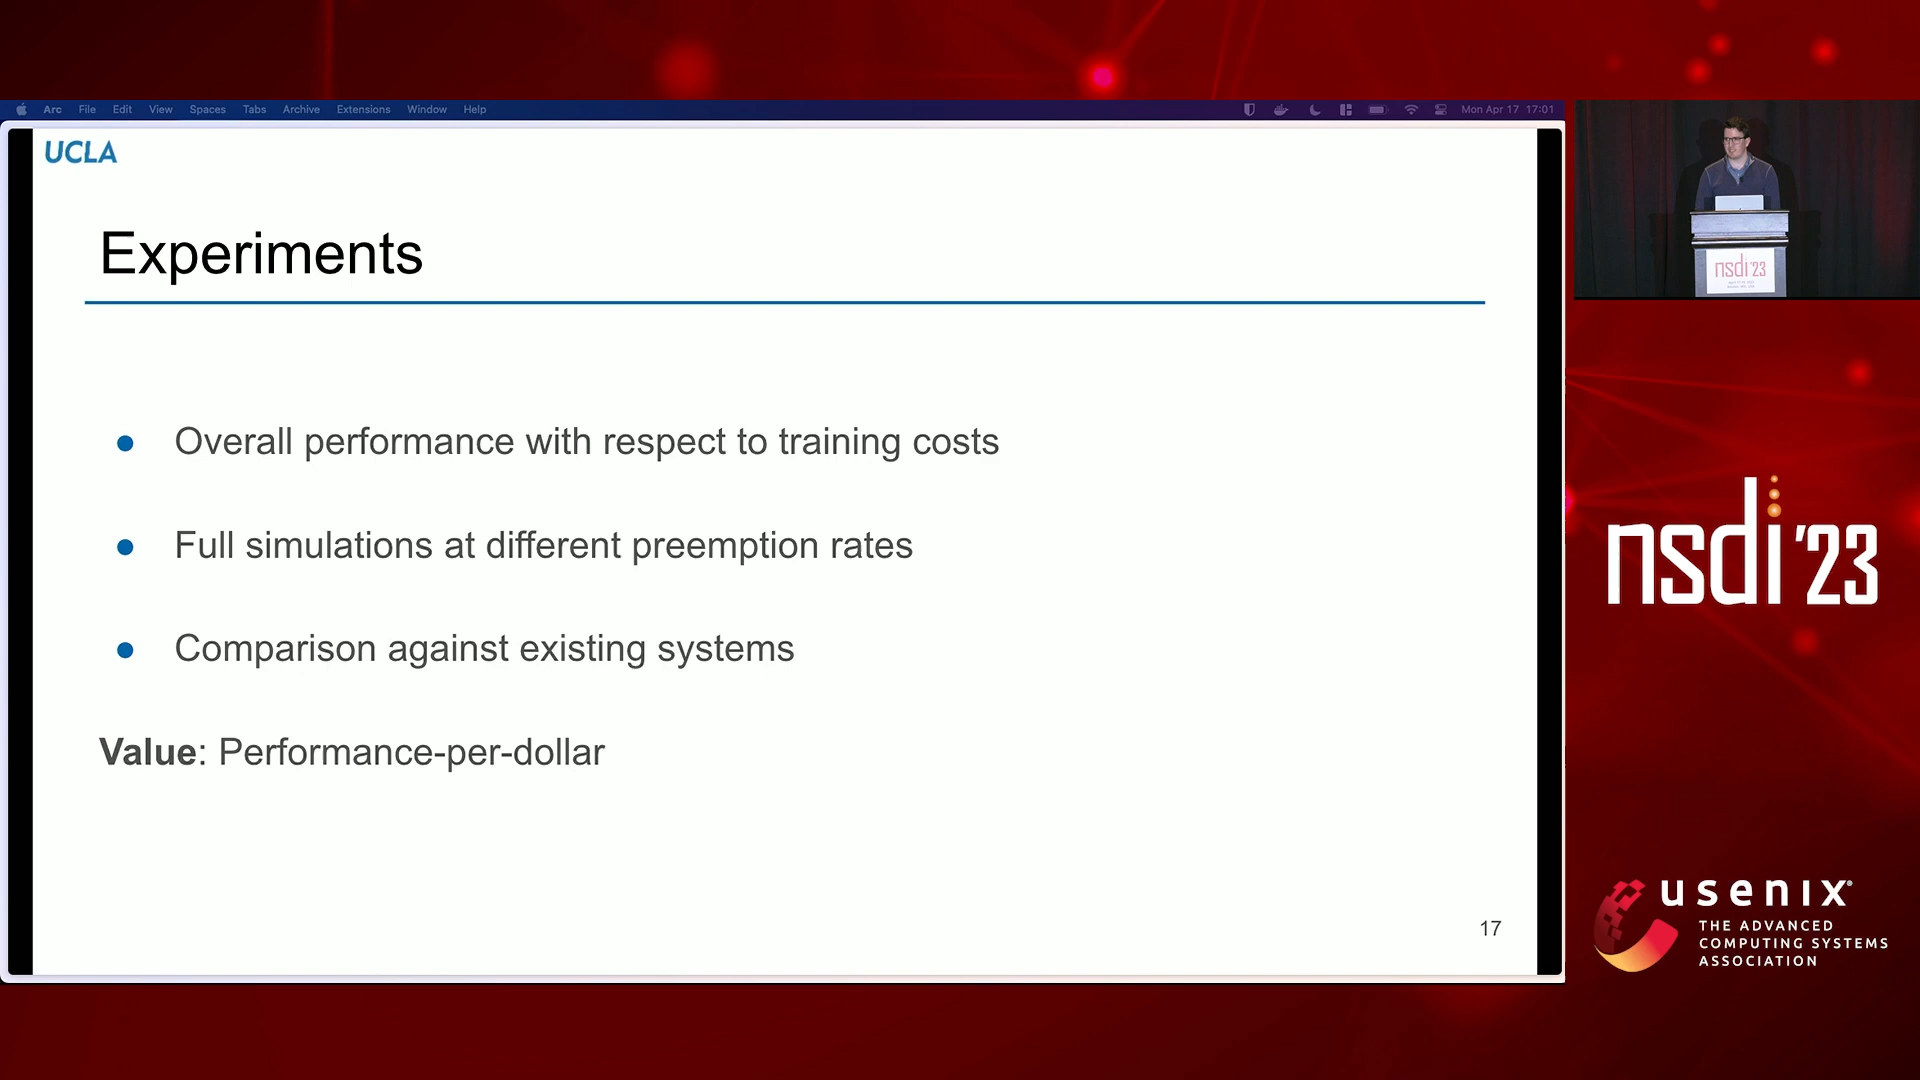 Arc File Edit View Spaces Tabs Archive Extensions Window Help Mon Apr 17 17:01
UCLA
Experiments
● Overall performance with respect to training costs
● Full simulations at different preemption rates
● Comparison against existing systems
Value: Performance-per-dollar
17
nsdi'23
nsdi'23
usenix®
THE ADVANCED
COMPUTING SYSTEMS
ASSOCIATION